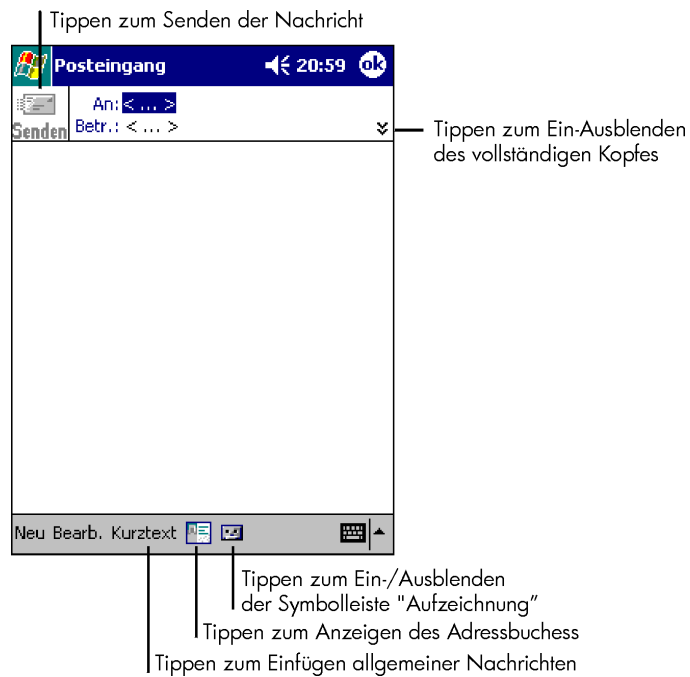 Tippen zum Senden der Nachricht
Posteingang 20:59 ok
An: < ... >
Senden Betr.: < ... >
Tippen zum Ein-Ausblenden
des vollständigen Kopfes
Neu Bearb. Kurztext
Tippen zum Ein-/Ausblenden
der Symbolleiste "Aufzeichnung”
Tippen zum Anzeigen des Adressbuchess
Tippen zum Einfügen allgemeiner Nachrichten